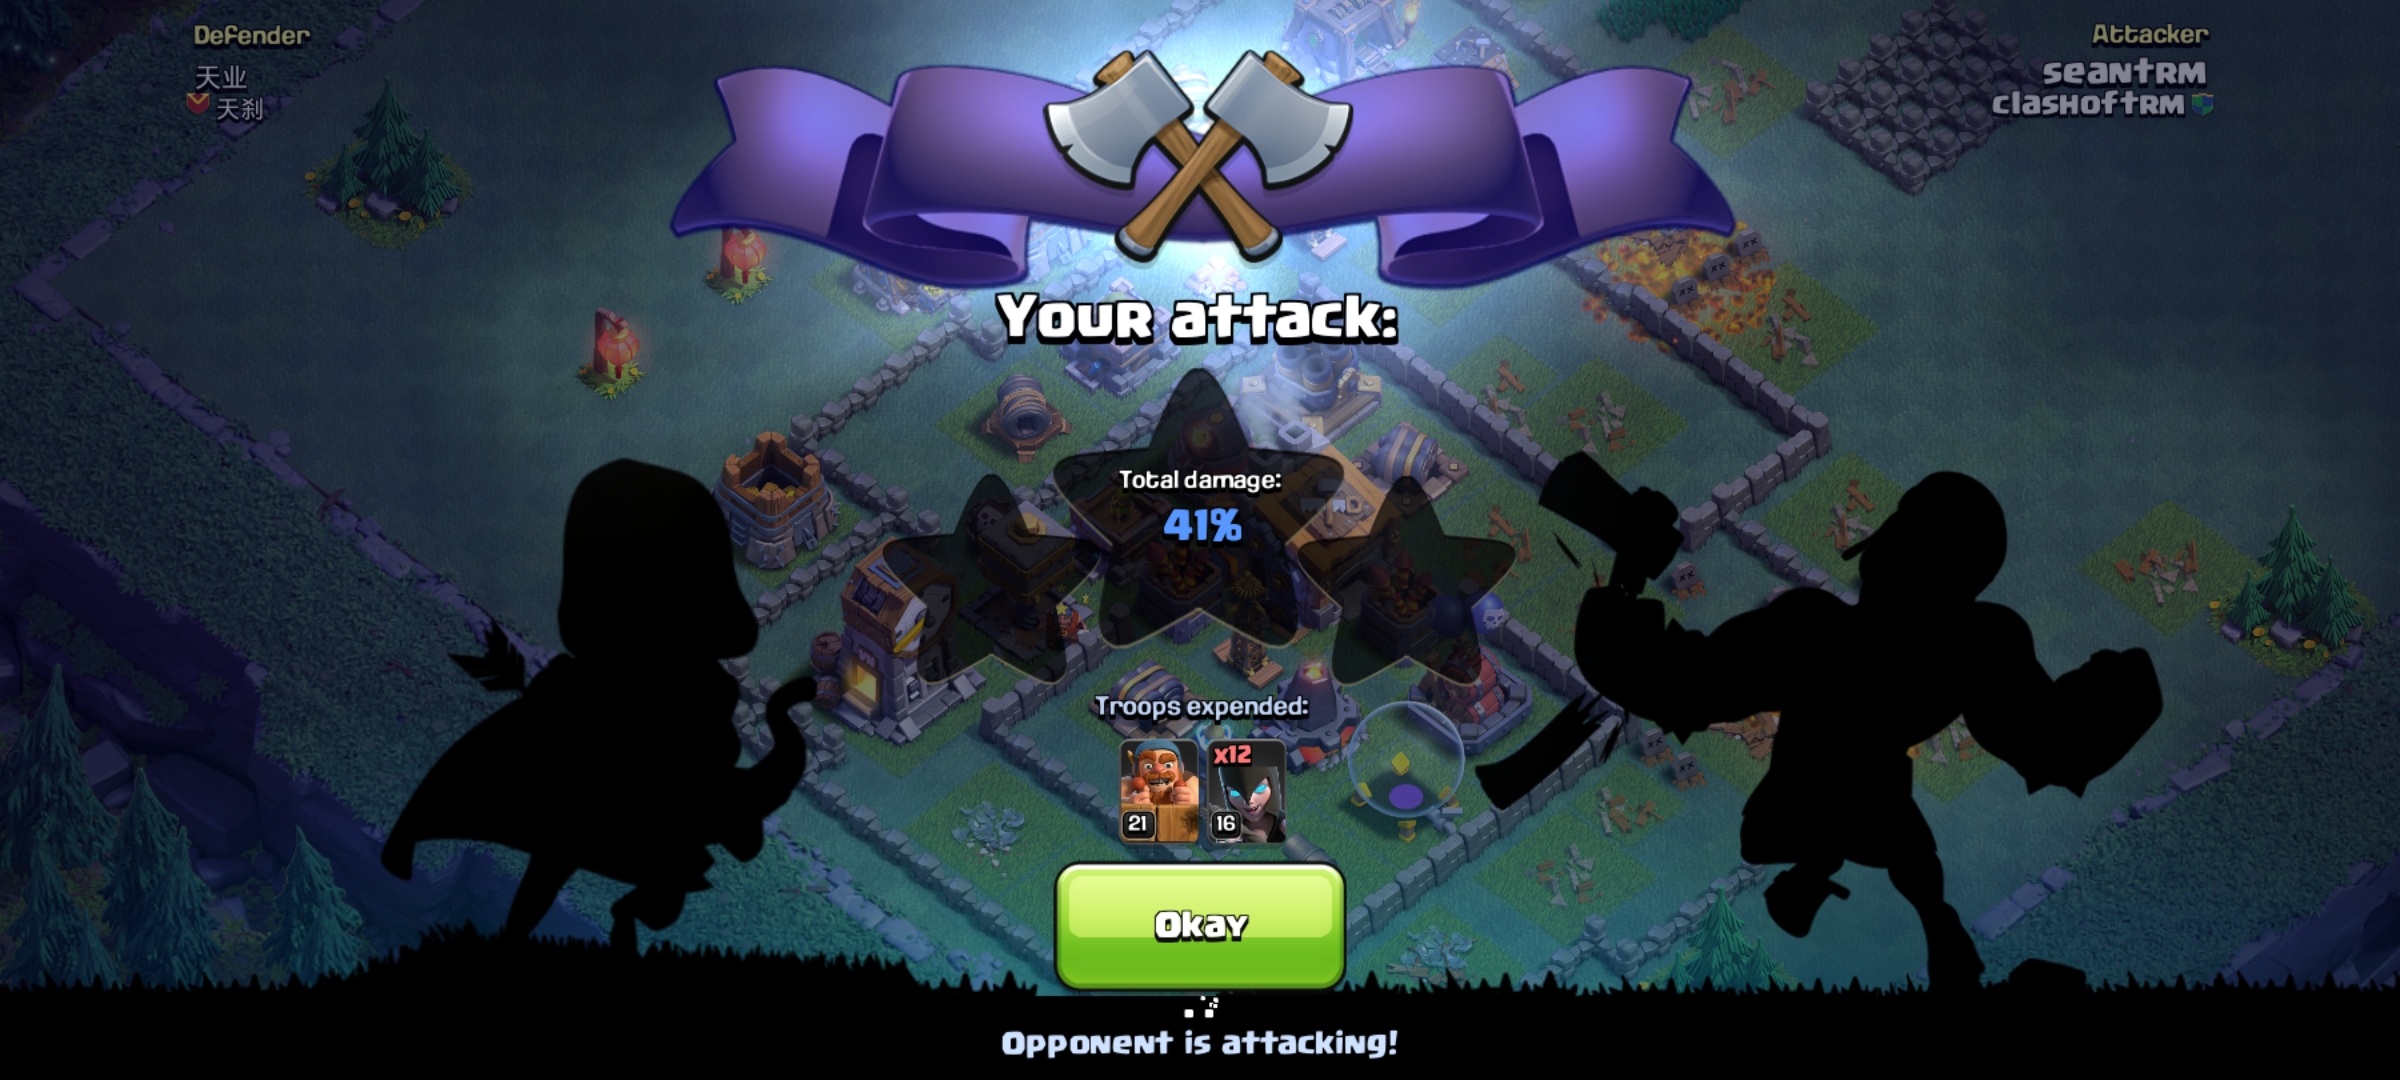 Defender
天业
天刹
Attacker
seantRM
clashoftRM
Your attack:
Total damage:
41%
Troops expended:
x12
21
16
Okay
Opponent is attacking!